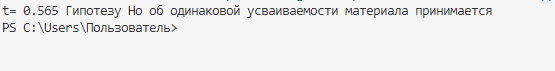 t= 0.565 Гипотезу Но об одинаковой усваиваемости материала принимается
PS C:\Users\Пользователь>